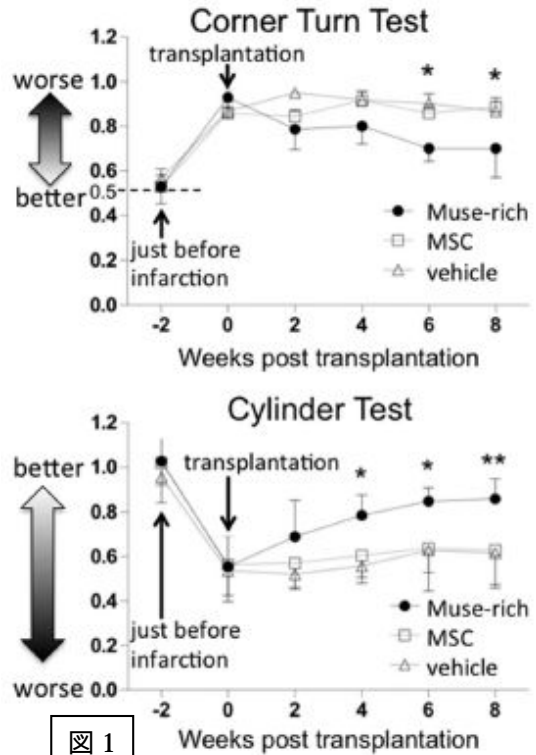 Corner Turn Test
1.2
transplantation
worse
1.0
* *
0.8
0.6
better
0.5
0.4
Muse-rich
just before
infarction
MSC
0.2
vehicle
0.0
-2 0 2 4 6 8
Weeks post transplantation
Cylinder Test
1.2
better
1.0
transplantation
* * **
0.8
0.6
0.4
just before
infarction
Muse-rich
0.2
MSC
vehicle
worse
0.0
-2 0 2 4 6 8
図 1
Weeks post transplantation